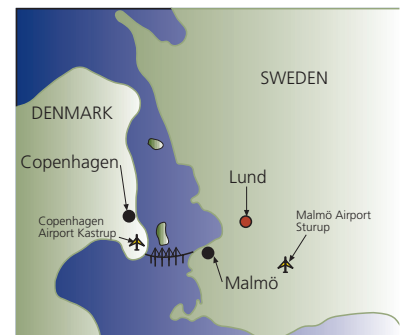 SWEDEN
DENMARK
Copenhagen
Lund
Copenhagen
Airport Kastrup
Malmö Airport
Sturup
Malmö